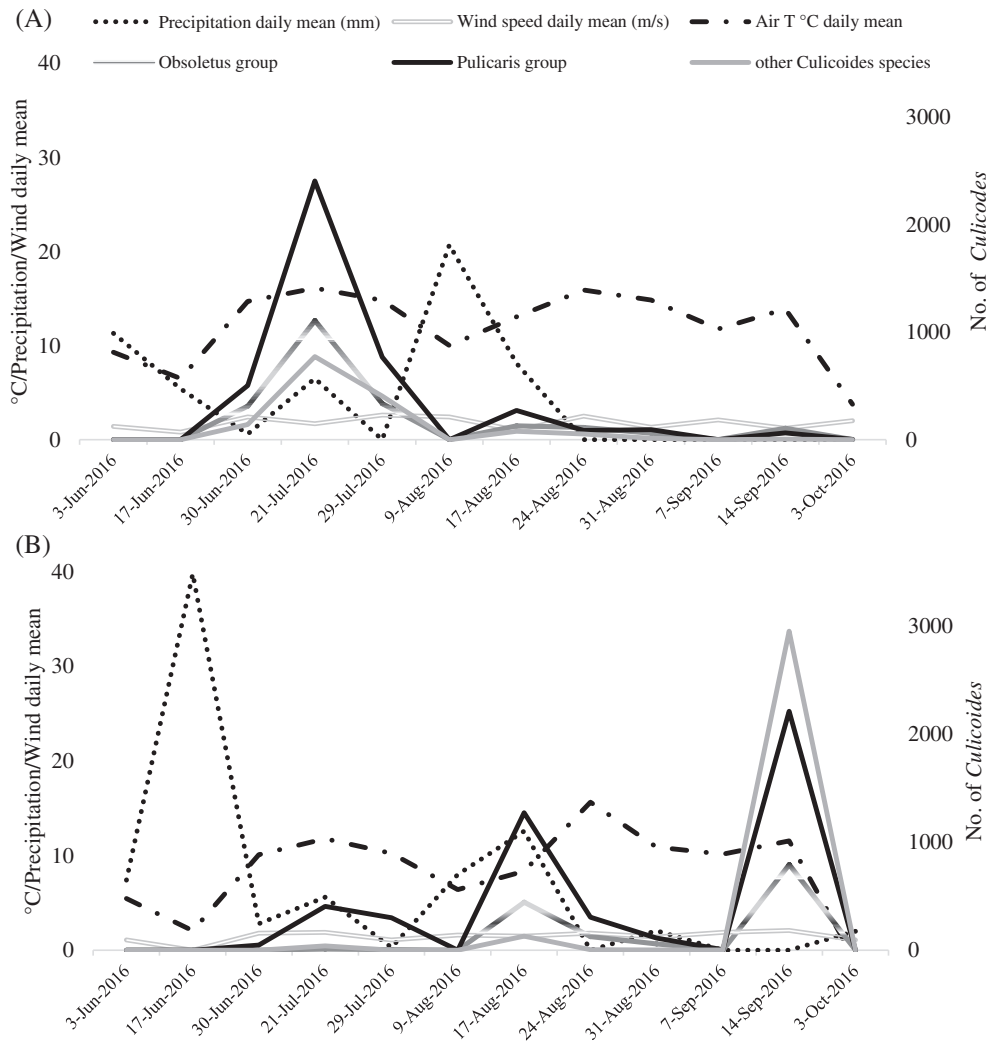 (A)
Precipitation daily mean (mm) Wind speed daily mean (m/s) Air T °C daily mean
Obsoletus group Pulicaris group other Culicoides species
°C/Precipitation/Wind daily mean
40
30
20
10
0
3000
2000
1000
0
No. of Culicodes
3-Jun-2016
17-Jun-2016
30-Jun-2016
21-Jul-2016
29-Jul-2016
9-Aug-2016
17-Aug-2016
24-Aug-2016
31-Aug-2016
7-Sep-2016
14-Sep-2016
3-Oct-2016
(B)
°C/Precipitation/Wind daily mean
40
30
20
10
0
3000
2000
1000
0
No. of Culicoides
3-Jun-2016
17-Jun-2016
30-Jun-2016
21-Jul-2016
29-Jul-2016
9-Aug-2016
17-Aug-2016
24-Aug-2016
31-Aug-2016
7-Sep-2016
14-Sep-2016
3-Oct-2016